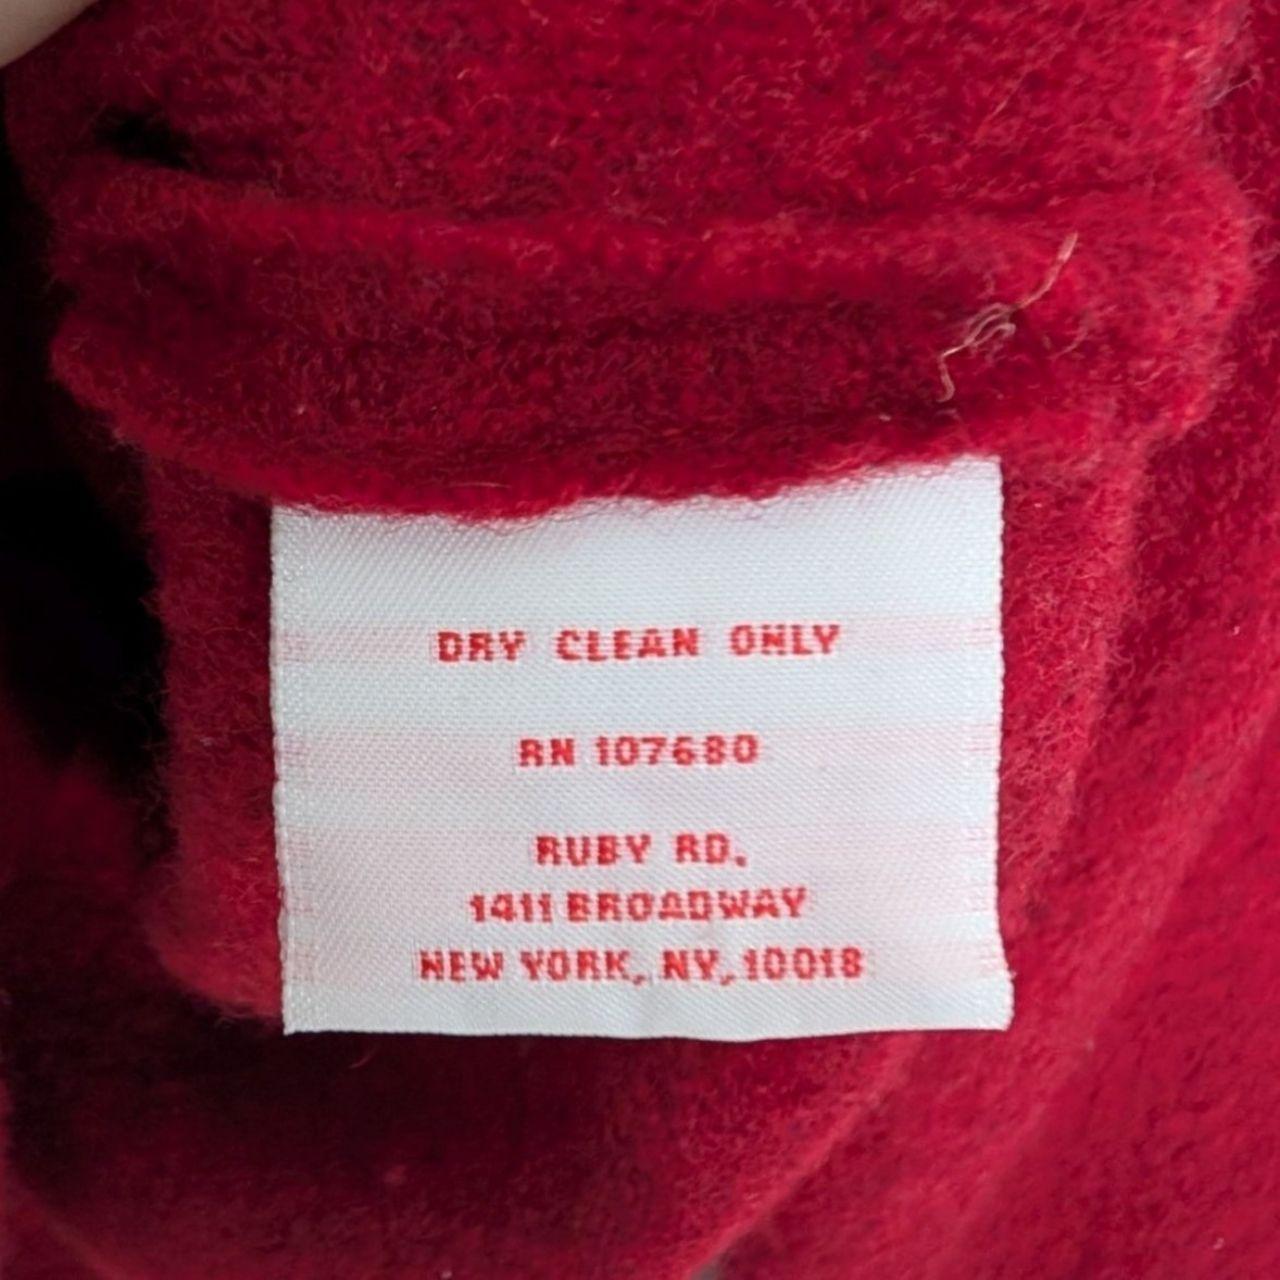 DRY CLEAN ONLY
RN 107680
RUBY RD.
1411 BROADWAY
NEW YORK, NY, 10018